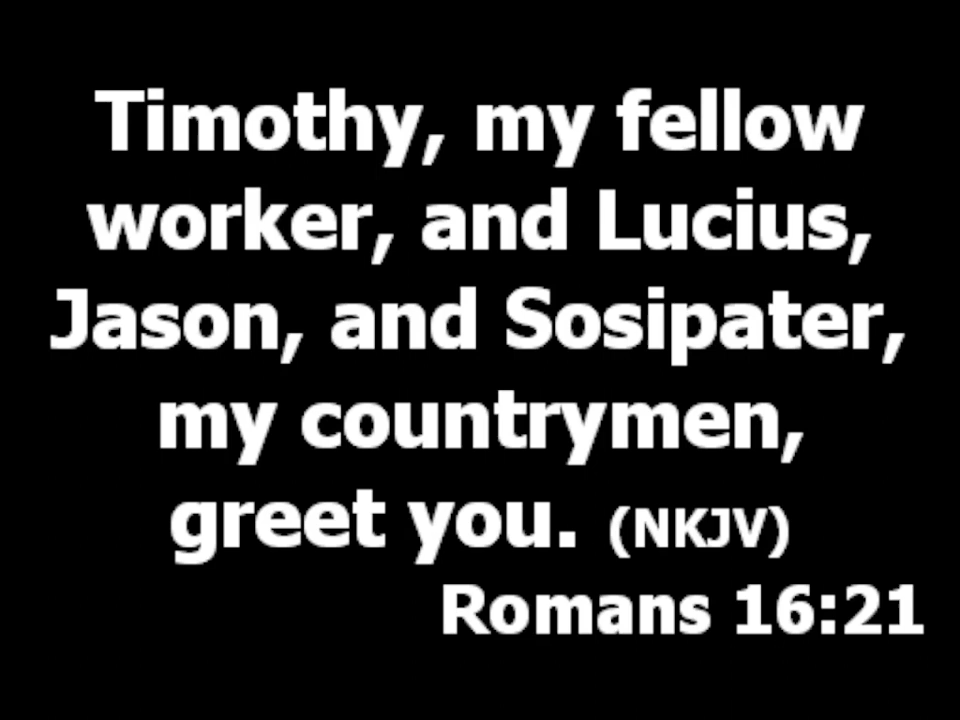 Timothy, my fellow
worker, and Lucius,
Jason, and Sosipater,
my countrymen,
greet you. (NKJV)
Romans 16:21